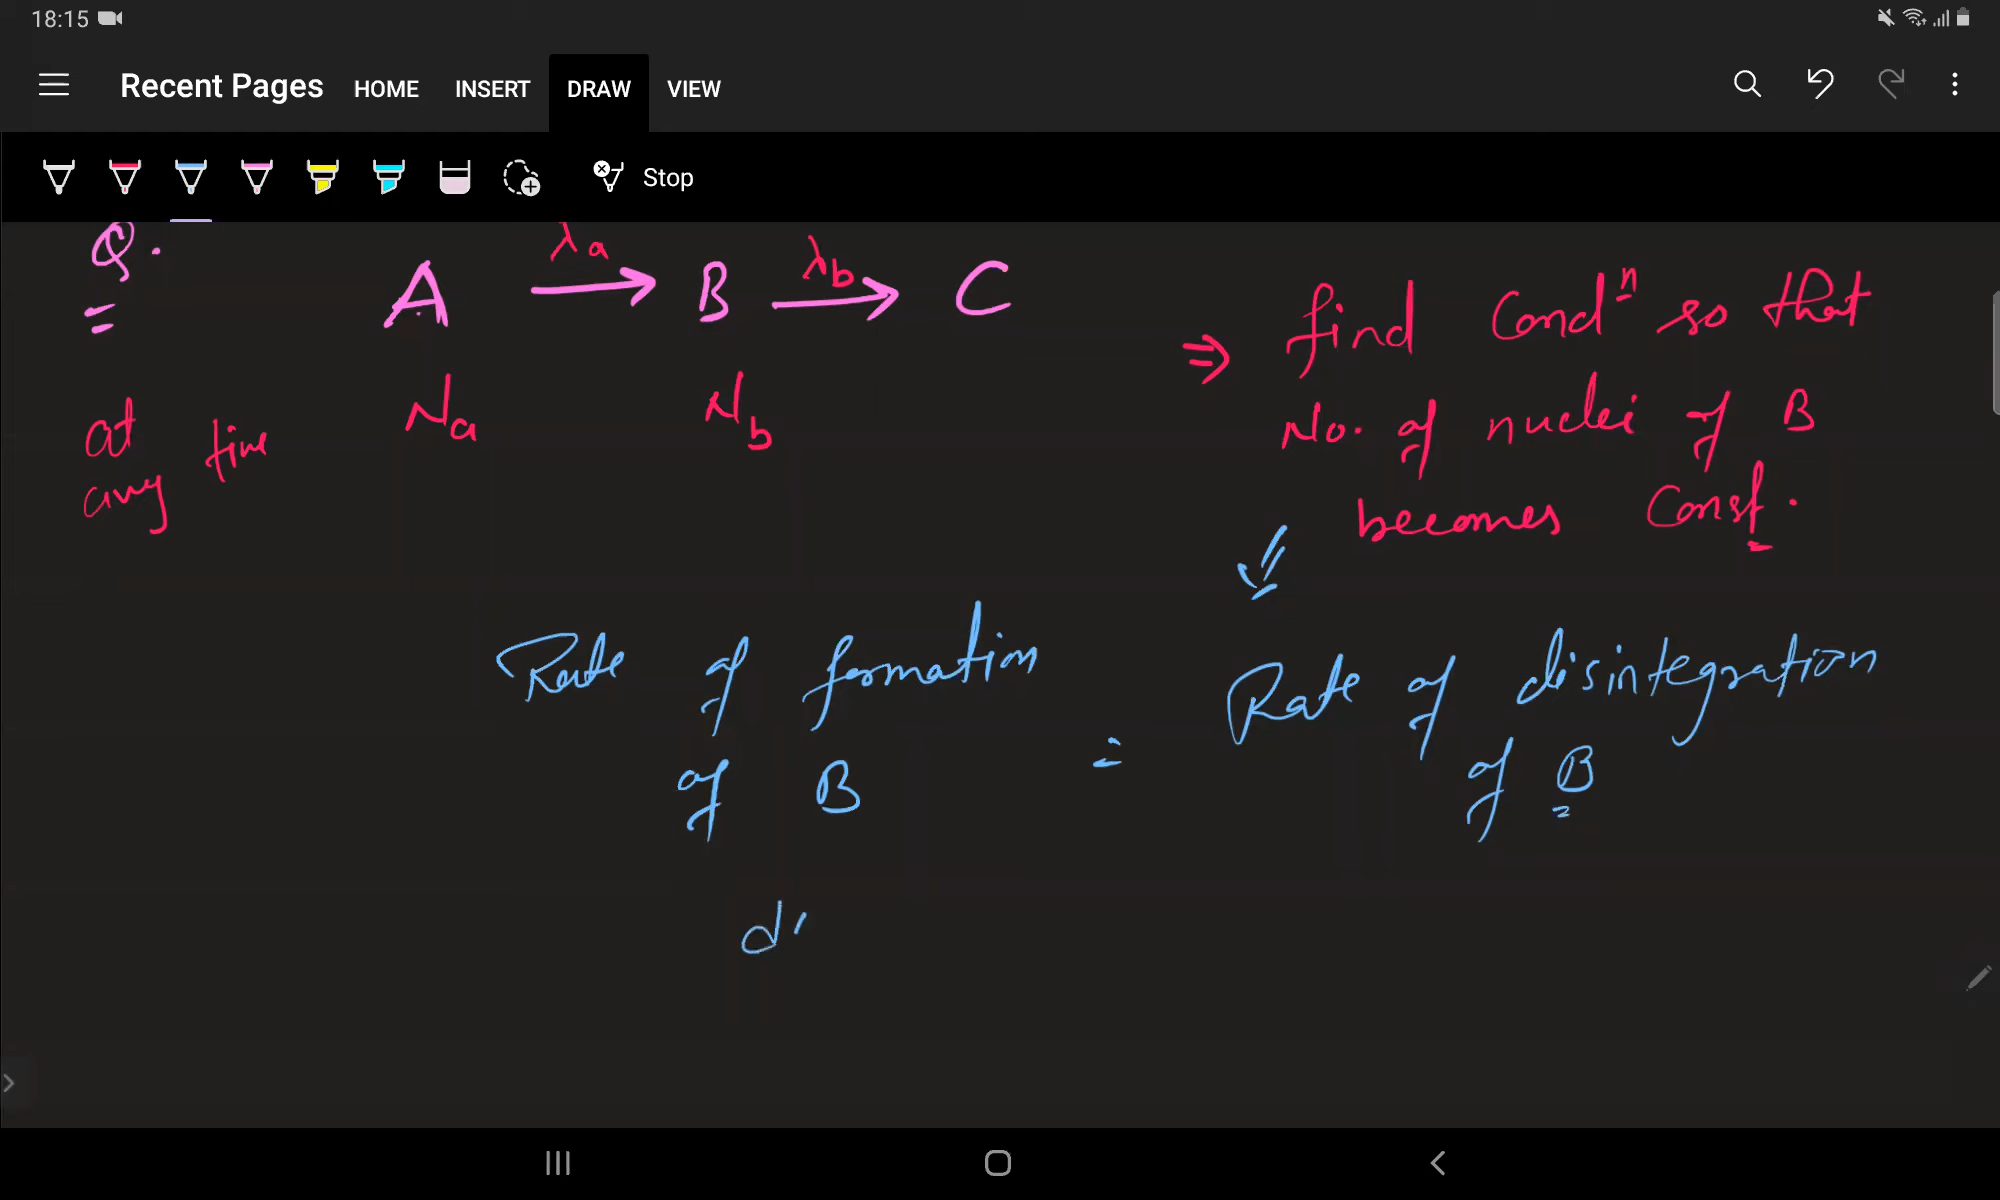 18:15
Recent Pages HOME INSERT DRAW VIEW
Stop
Q.
λa λb
A → B → C
Na Nb
at any time
⇒ find Condⁿ so that
No. of nuclei of B
becomes Const.
Rate of formation
of B
=
Rate of disintegration
of B
d